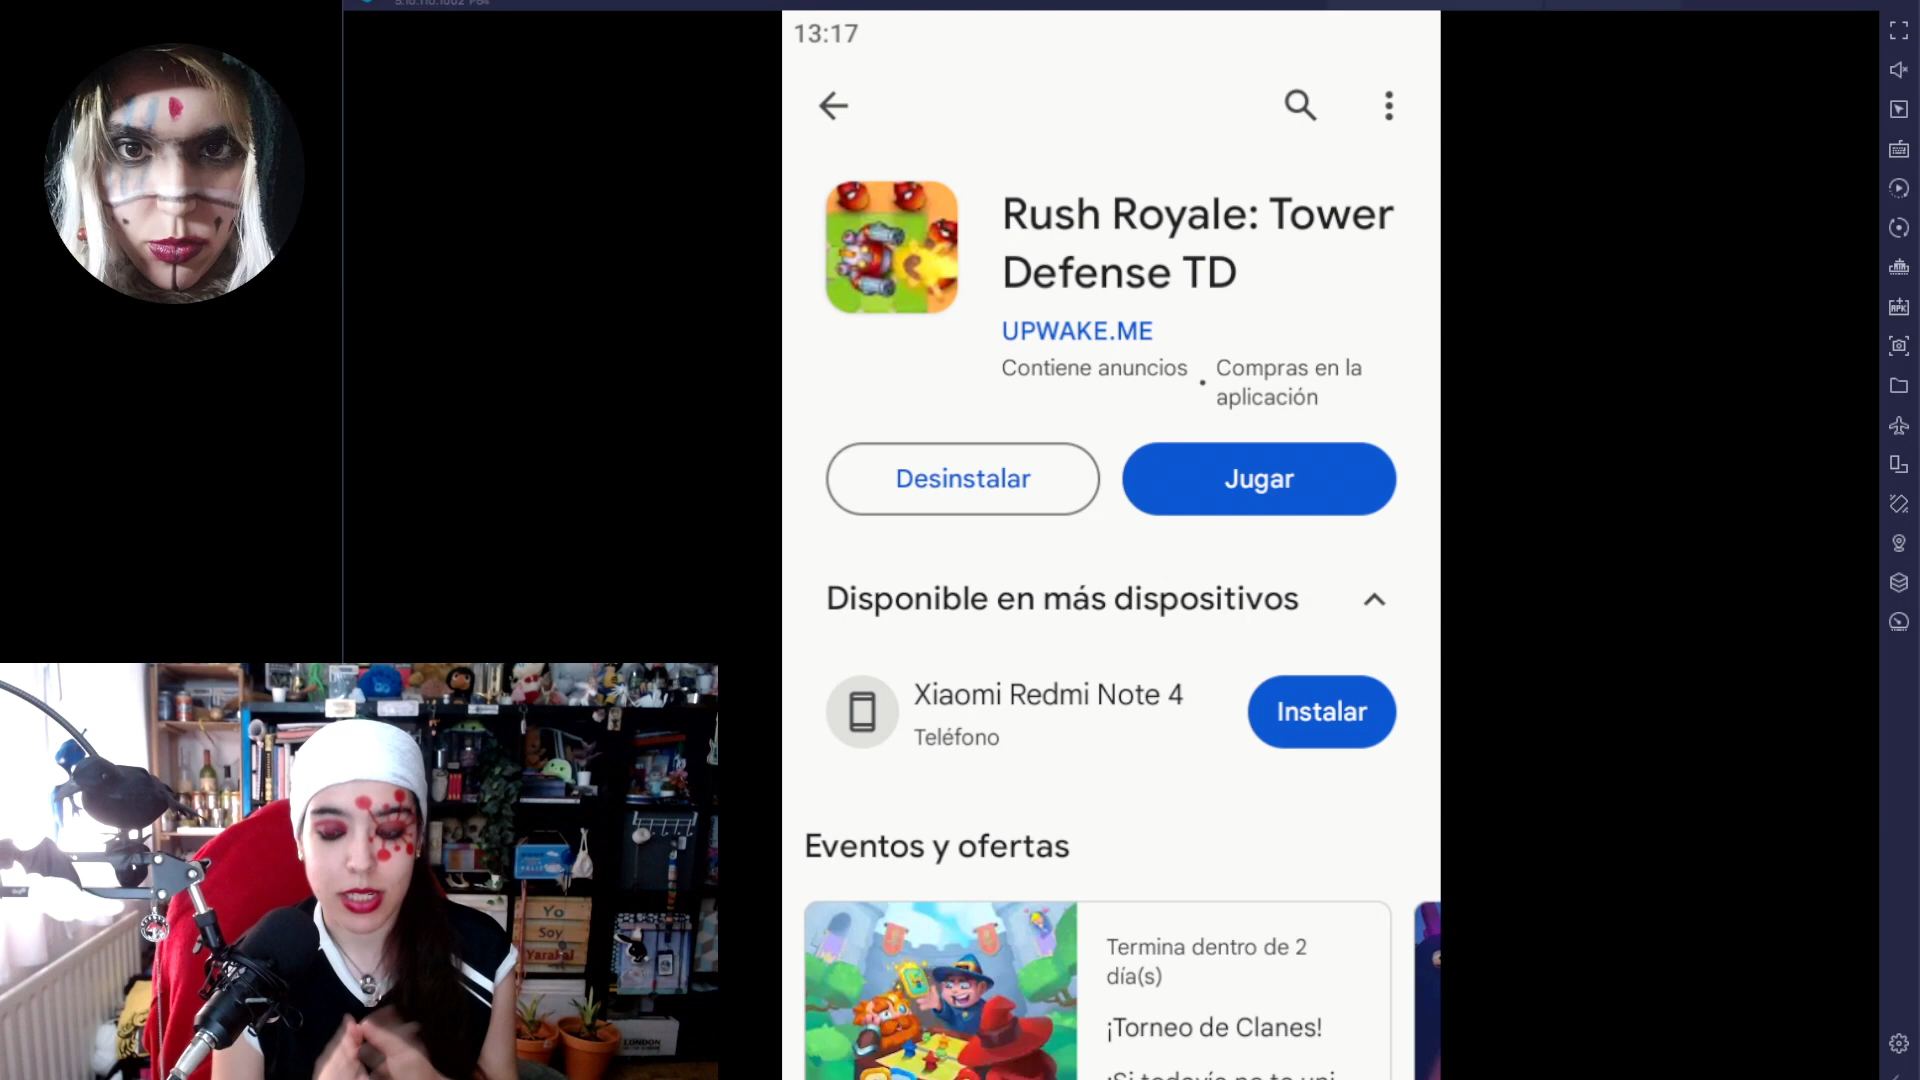 13:17
Rush Royale: Tower
Defense TD
UPWAKE.ME
Contiene anuncios · Compras en la
aplicación
Desinstalar
Jugar
Disponible en más dispositivos
Xiaomi Redmi Note 4
Teléfono
Instalar
Eventos y ofertas
Termina dentro de 2
día(s)
¡Torneo de Clanes!
Yo
Soy
LONDON